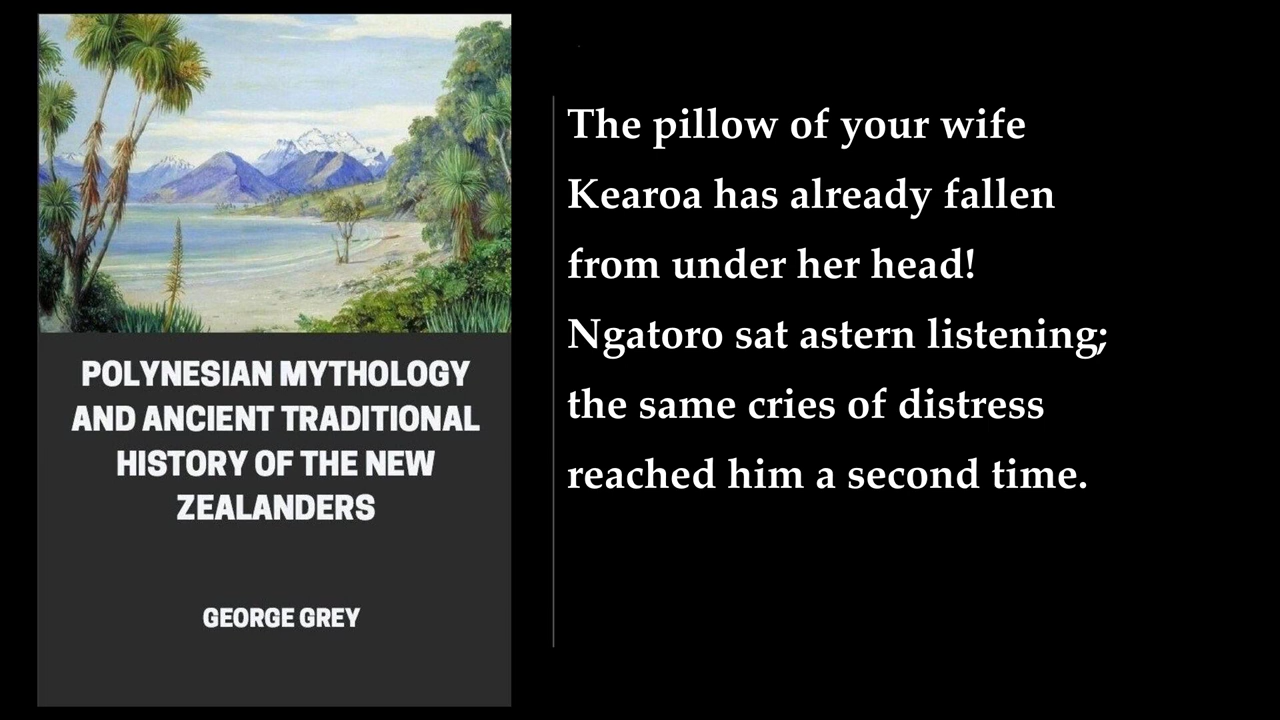 POLYNESIAN MYTHOLOGY
AND ANCIENT TRADITIONAL
HISTORY OF THE NEW
ZEALANDERS
GEORGE GREY
The pillow of your wife
Kearoa has already fallen
from under her head!
Ngatoro sat astern listening;
the same cries of distress
reached him a second time.